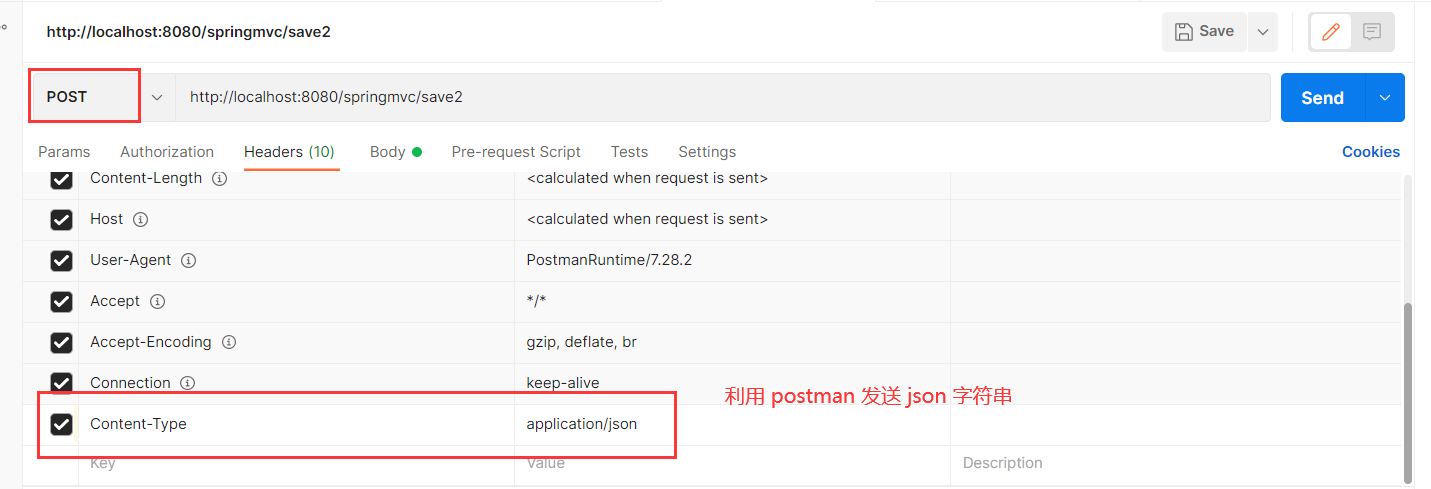 http://localhost:8080/springmvc/save2
Save
POST
http://localhost:8080/springmvc/save2
Send
Params Authorization Headers (10) Body Pre-request Script Tests Settings Cookies
Content-Length <calculated when request is sent>
Host <calculated when request is sent>
User-Agent PostmanRuntime/7.28.2
Accept */*
Accept-Encoding gzip, deflate, br
Connection keep-alive
利用 postman 发送 json 字符串
Content-Type application/json
Key Value Description